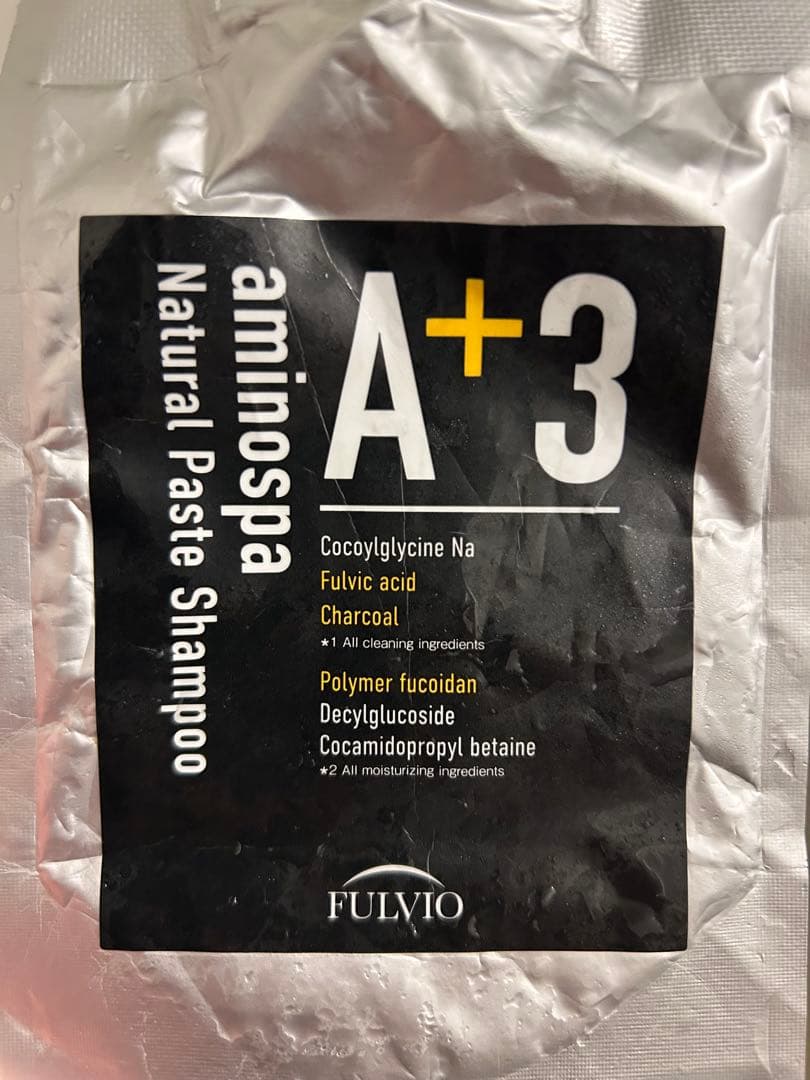 A+3
aminospa
Natural Paste Shampoo
Cocoylglycine Na
Fulvic acid
Charcoal
*1 All cleaning ingredients
Polymer fucoidan
Decylglucoside
Cocamidopropyl betaine
*2 All moisturizing ingredients
FULVIO